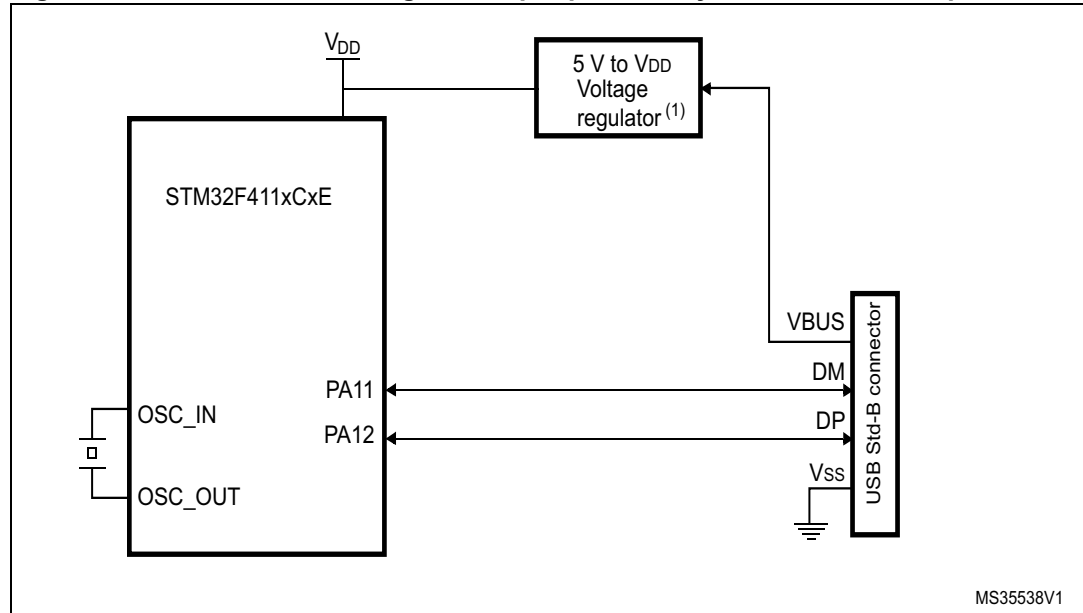 VDD
5 V to VDD
Voltage
regulator (1)
STM32F411xCxE
VBUS
DM
PA11
OSC_IN
DP
PA12
VSS
OSC_OUT
USB Std-B connector
MS35538V1